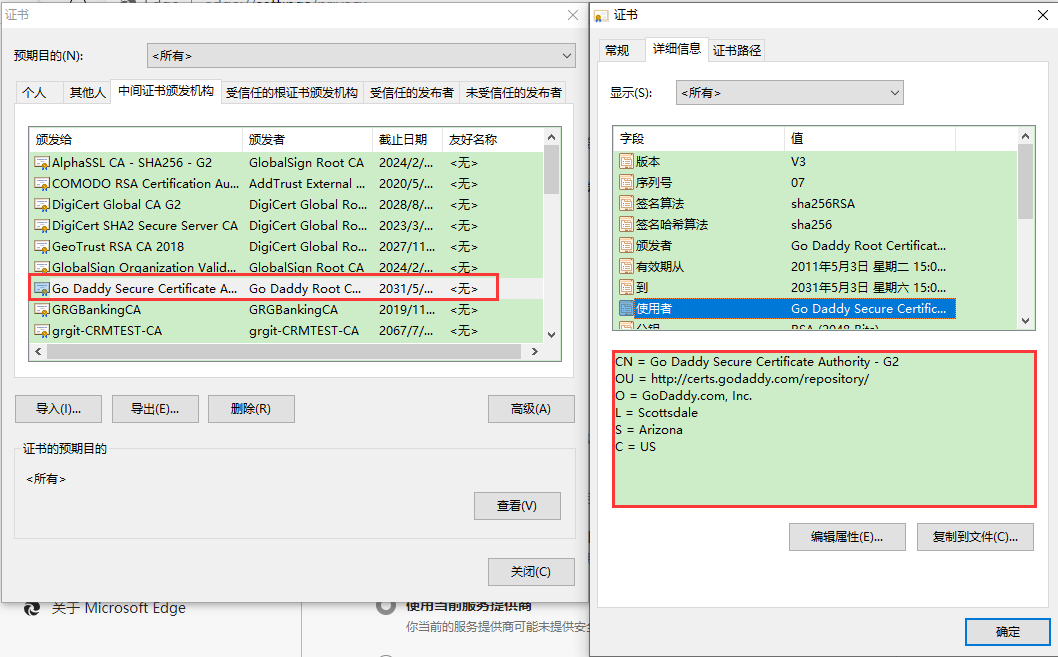 证书
预期目的(N):
<所有>
个人
其他人
中间证书颁发机构
受信任的根证书颁发机构
受信任的发布者
未受信任的发布者
颁发给 颁发者 截止日期 友好名称
AlphaSSL CA - SHA256 - G2 GlobalSign Root CA 2024/2/... <无>
COMODO RSA Certification Au... AddTrust External ... 2020/5/... <无>
DigiCert Global CA G2 DigiCert Global Ro... 2028/8/... <无>
DigiCert SHA2 Secure Server CA DigiCert Global Ro... 2023/3/... <无>
GeoTrust RSA CA 2018 DigiCert Global Ro... 2027/11... <无>
GlobalSign Organization Valid... GlobalSign Root CA 2024/2/... <无>
Go Daddy Secure Certificate A... Go Daddy Root C... 2031/5/... <无>
GRGBankingCA GRGBankingCA 2019/11... <无>
grgit-CRMTEST-CA grgit-CRMTEST-CA 2067/7/... <无>
导入(I)...
导出(E)...
删除(R)
高级(A)
证书的预期目的
<所有>
查看(V)
关闭(C)
关于 Microsoft Edge
使用当前服务提供商
你当前的服务提供商可能未提供安全
证书
常规
详细信息
证书路径
显示(S):
<所有>
字段 值
版本 V3
序列号 07
签名算法 sha256RSA
签名哈希算法 sha256
颁发者 Go Daddy Root Certificat...
有效期从 2011年5月3日 星期二 15:0...
到 2031年5月3日 星期六 15:0...
使用者 Go Daddy Secure Certific...
公钥 RSA (2048 Bits)
CN = Go Daddy Secure Certificate Authority - G2
OU = http://certs.godaddy.com/repository/
O = GoDaddy.com, Inc.
L = Scottsdale
S = Arizona
C = US
编辑属性(E)...
复制到文件(C)...
确定